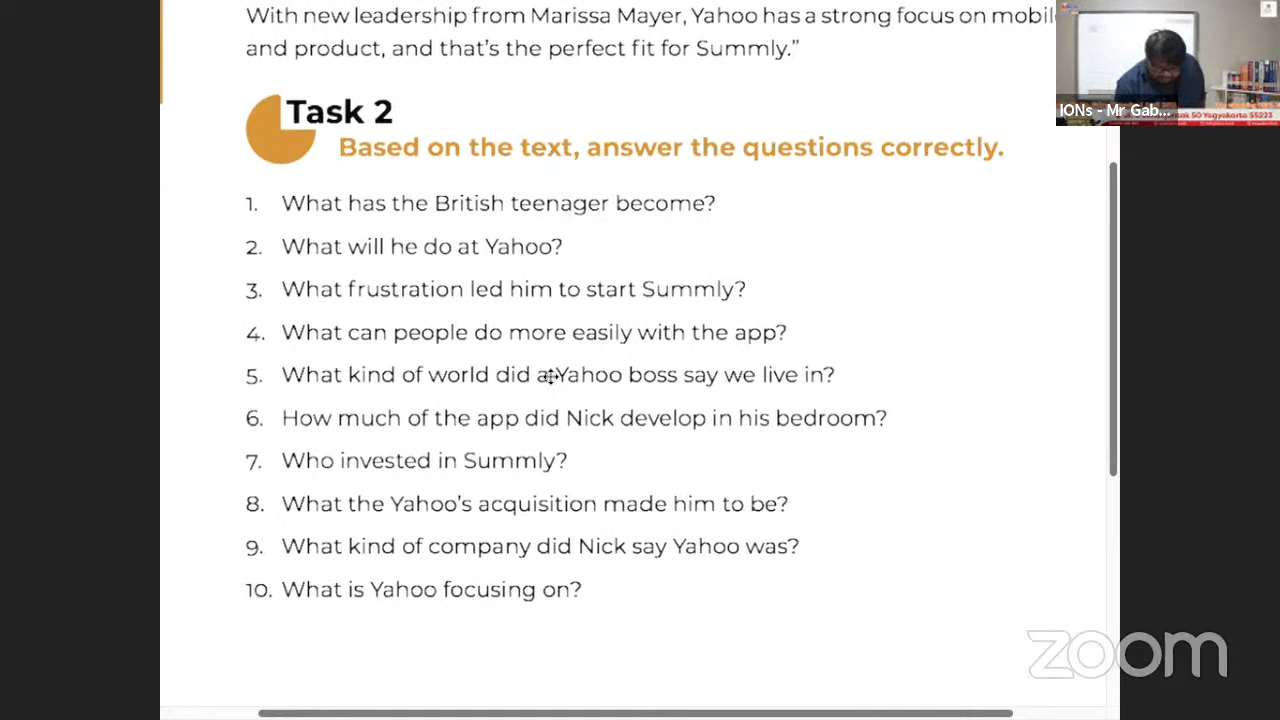 With new leadership from Marissa Mayer, Yahoo has a strong focus on mobile
and product, and that's the perfect fit for Summly."
Task 2
Based on the text, answer the questions correctly.
1. What has the British teenager become?
2. What will he do at Yahoo?
3. What frustration led him to start Summly?
4. What can people do more easily with the app?
5. What kind of world did a Yahoo boss say we live in?
6. How much of the app did Nick develop in his bedroom?
7. Who invested in Summly?
8. What the Yahoo's acquisition made him to be?
9. What kind of company did Nick say Yahoo was?
10. What is Yahoo focusing on?
IONs - Mr Gab...
50 Yogyakarta 55223
zoom